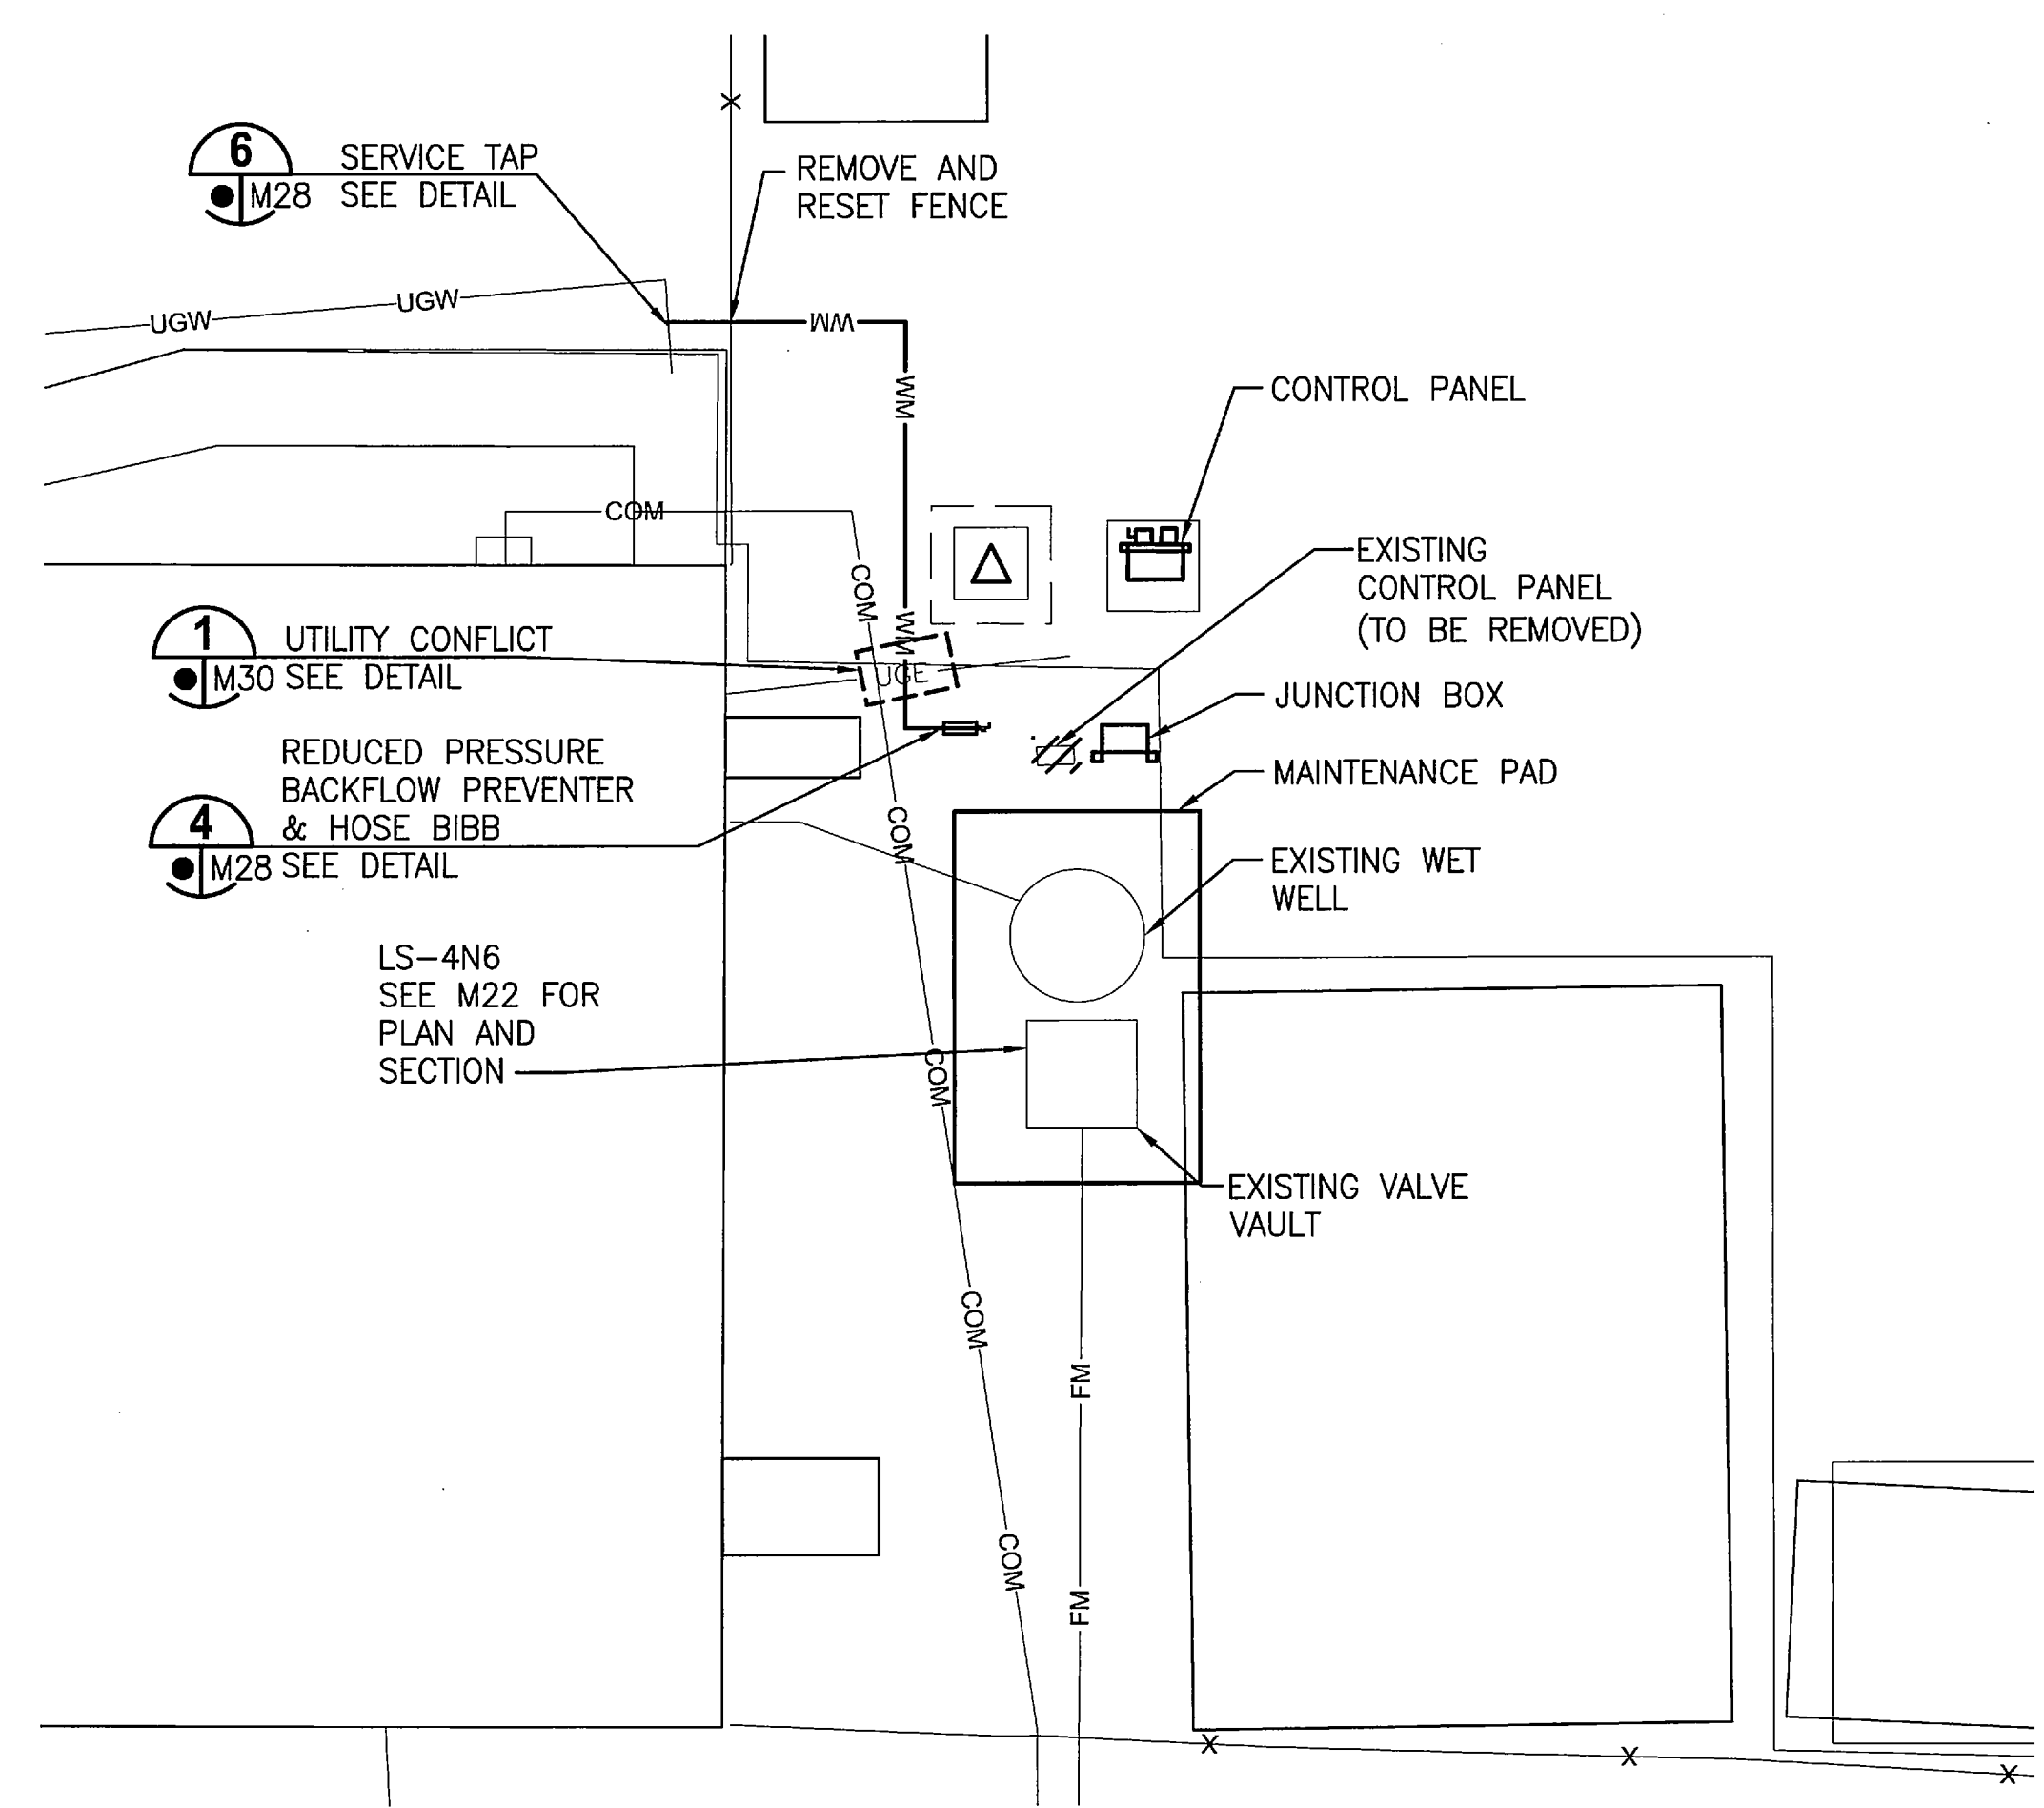 6
SERVICE TAP
M28 SEE DETAIL
REMOVE AND
RESET FENCE
UGW
UGW
WM
WM
CONTROL PANEL
COM
COM
EXISTING
CONTROL PANEL
(TO BE REMOVED)
1
UTILITY CONFLICT
M30 SEE DETAIL
WM
UGE
JUNCTION BOX
REDUCED PRESSURE
BACKFLOW PREVENTER
& HOSE BIBB
4
M28 SEE DETAIL
MAINTENANCE PAD
COM
EXISTING WET
WELL
LS-4N6
SEE M22 FOR
PLAN AND
SECTION
COM
EXISTING VALVE
VAULT
COM
FM
COM
FM
X
X
X
X